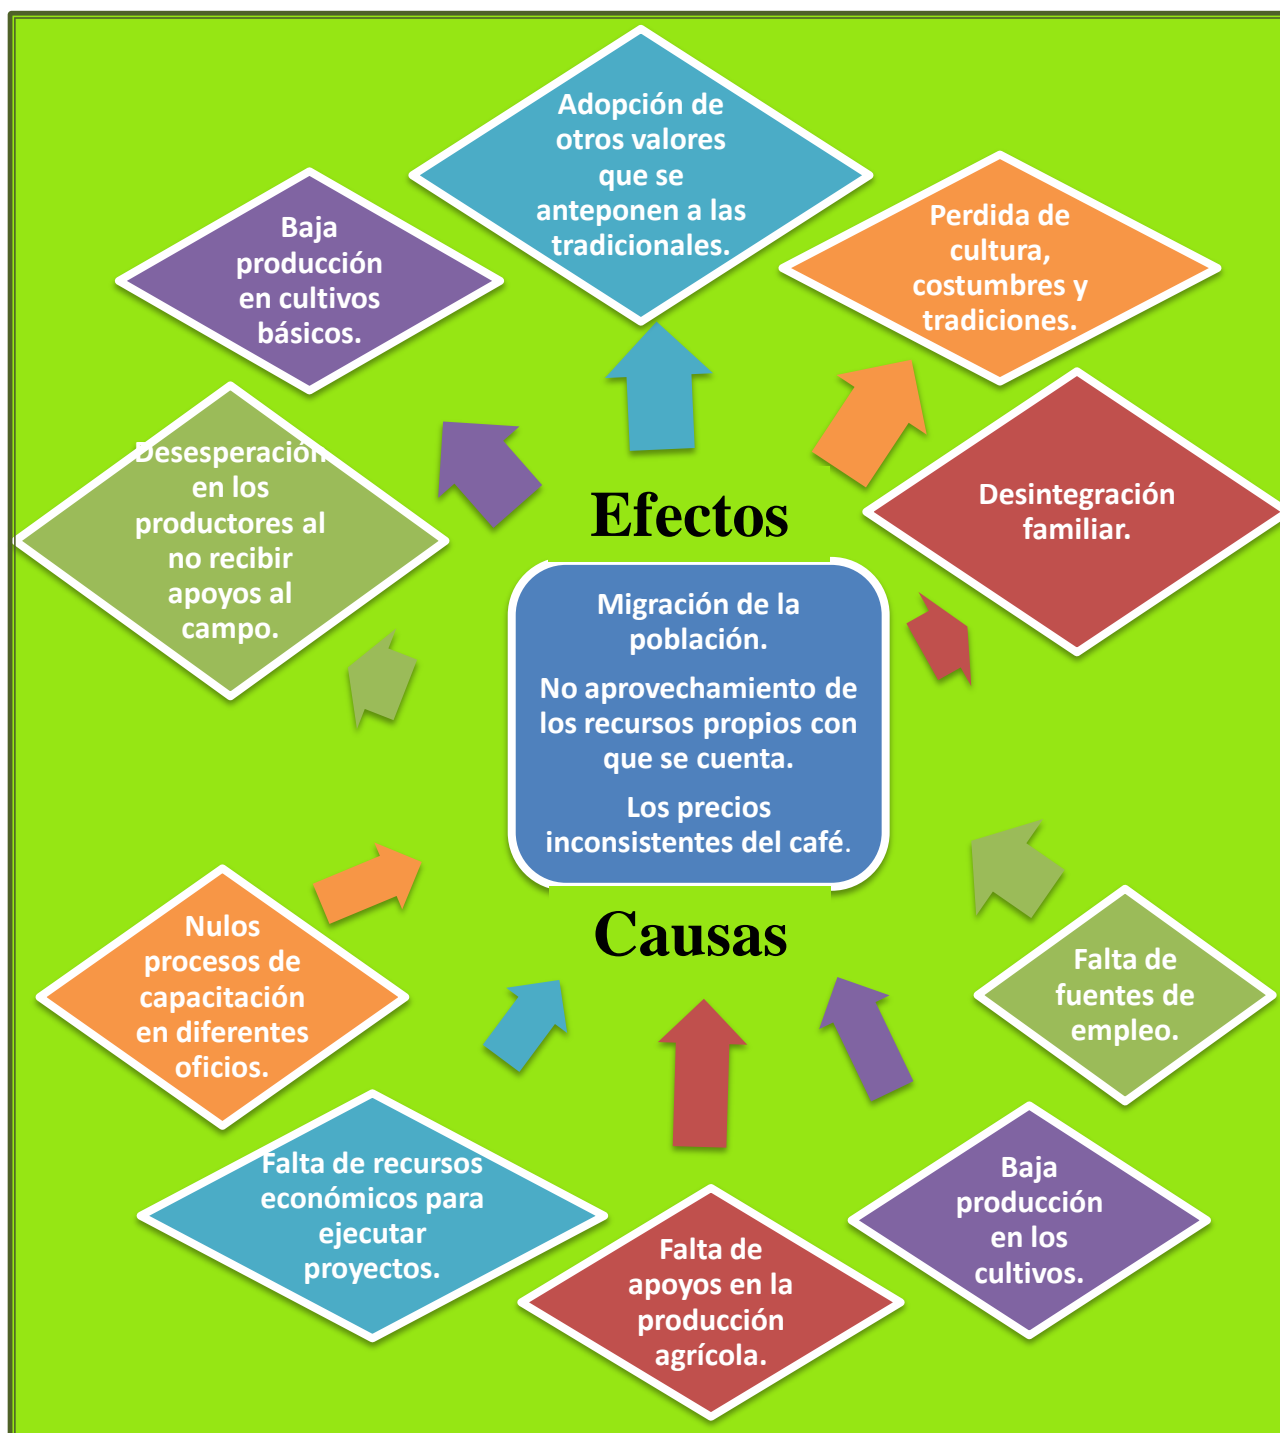 Adopción de
otros valores
que se
anteponen a las
tradicionales.
Baja
producción
en cultivos
básicos.
Perdida de
cultura,
costumbres y
tradiciones.
Desesperación
en los
productores al
no recibir
apoyos al
campo.
Desintegración
familiar.
Efectos
Migración de la
población.
No aprovechamiento de
los recursos propios con
que se cuenta.
Los precios
inconsistentes del café.
Causas
Nulos
procesos de
capacitación
en diferentes
oficios.
Falta de
fuentes de
empleo.
Falta de recursos
económicos para
ejecutar
proyectos.
Baja
producción
en los
cultivos.
Falta de
apoyos en la
producción
agrícola.